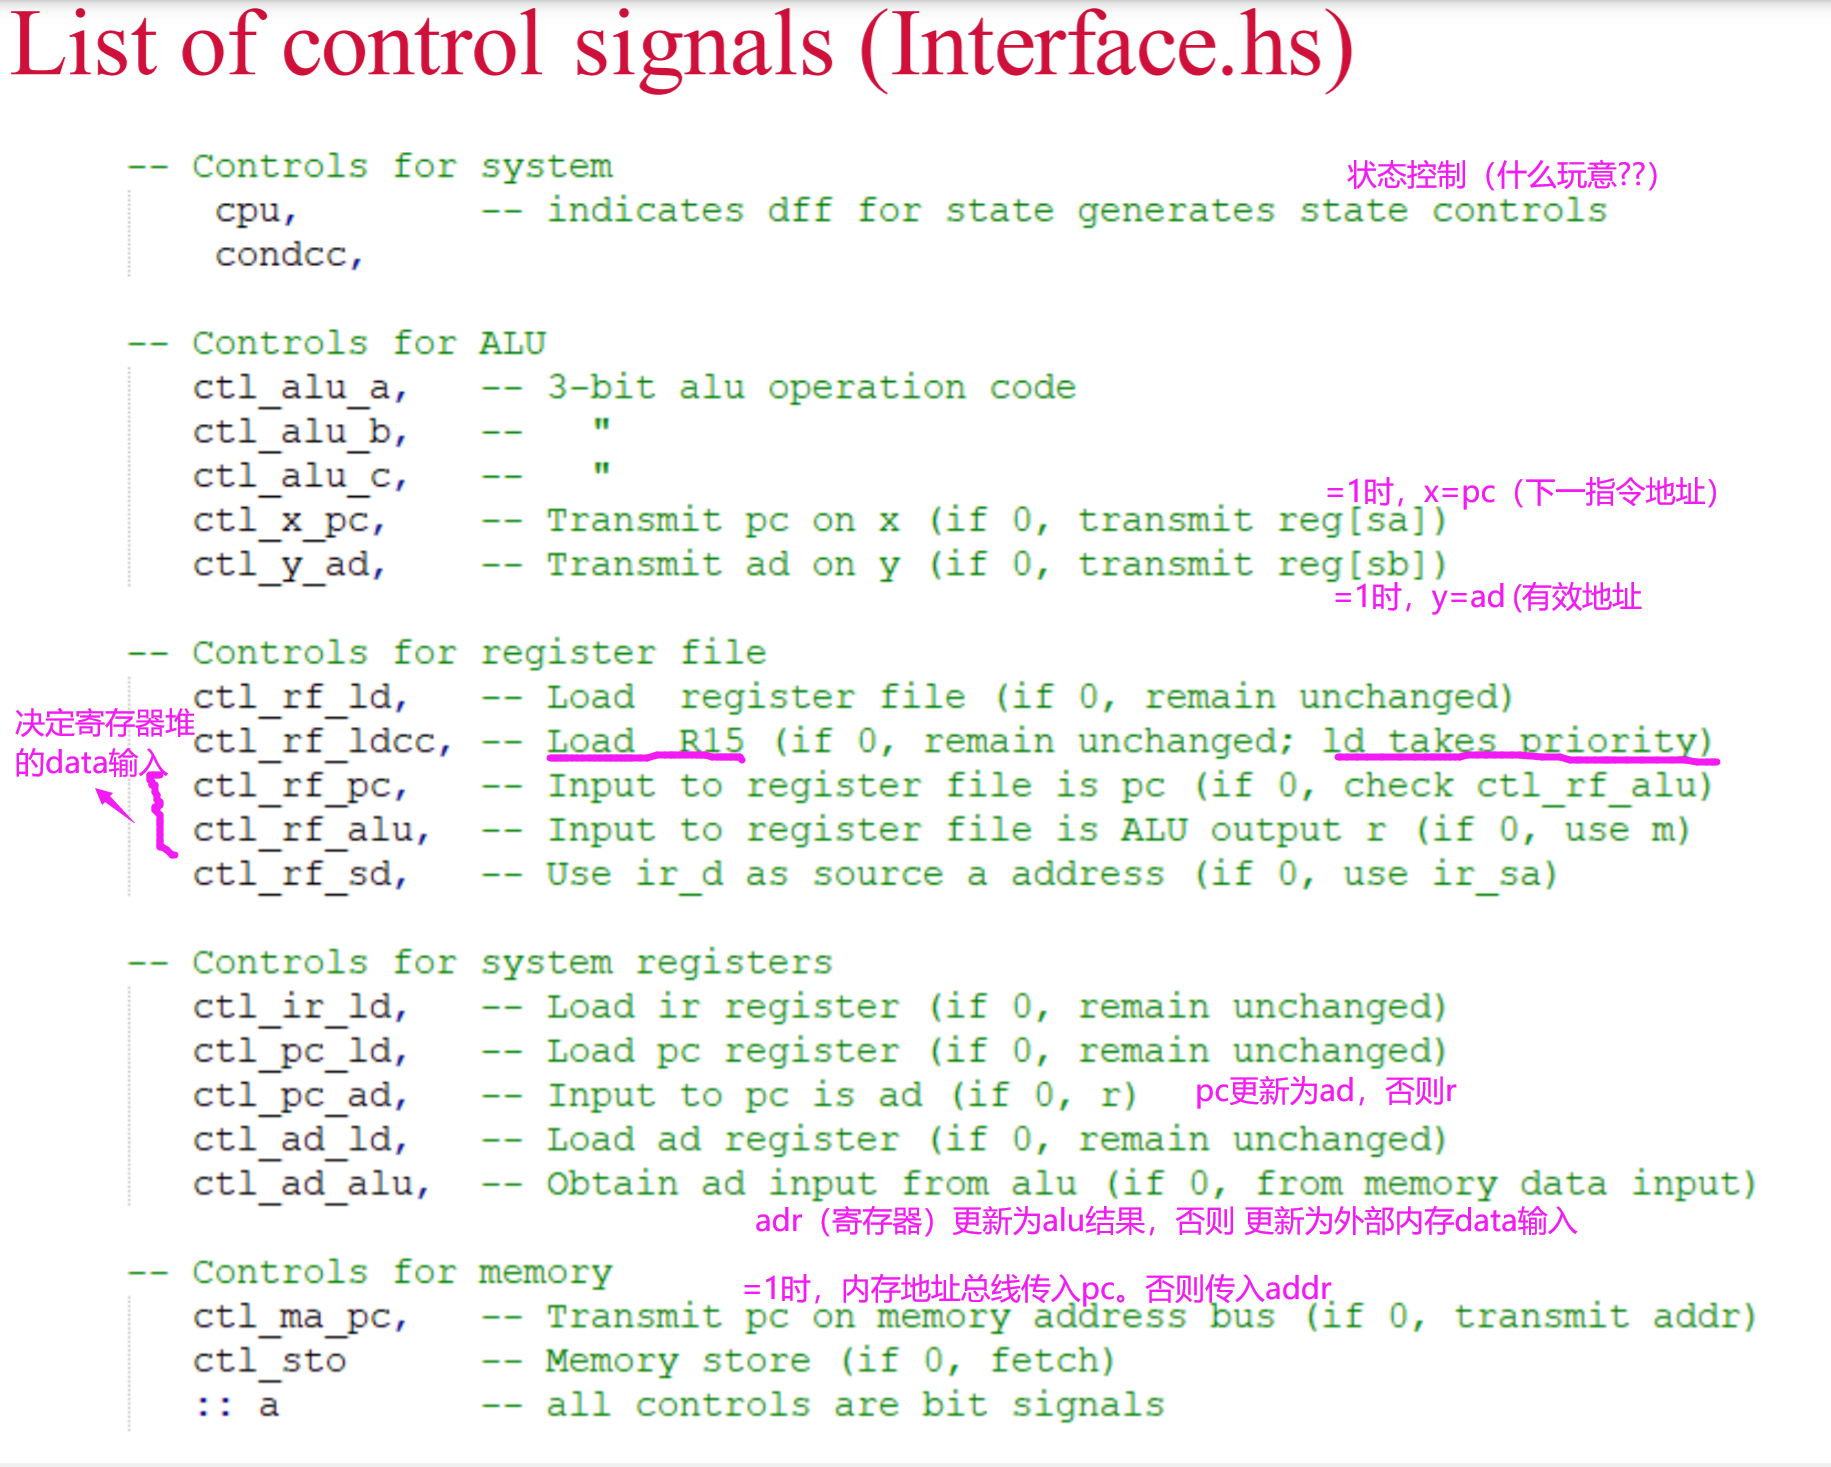 List of control signals (Interface.hs)
-- Controls for system
状态控制（什么玩意??）
cpu, -- indicates dff for state generates state controls
condcc,
-- Controls for ALU
ctl_alu_a, -- 3-bit alu operation code
ctl_alu_b, -- "
ctl_alu_c, -- "
=1时，x=pc（下一指令地址）
ctl_x_pc, -- Transmit pc on x (if 0, transmit reg[sa])
ctl_y_ad, -- Transmit ad on y (if 0, transmit reg[sb])
=1时，y=ad (有效地址
-- Controls for register file
ctl_rf_ld, -- Load register file (if 0, remain unchanged)
决定寄存器堆
的data输入
ctl_rf_ldcc, -- Load R15 (if 0, remain unchanged; ld takes priority)
ctl_rf_pc, -- Input to register file is pc (if 0, check ctl_rf_alu)
ctl_rf_alu, -- Input to register file is ALU output r (if 0, use m)
ctl_rf_sd, -- Use ir_d as source a address (if 0, use ir_sa)
-- Controls for system registers
ctl_ir_ld, -- Load ir register (if 0, remain unchanged)
ctl_pc_ld, -- Load pc register (if 0, remain unchanged)
ctl_pc_ad, -- Input to pc is ad (if 0, r) pc更新为ad，否则r
ctl_ad_ld, -- Load ad register (if 0, remain unchanged)
ctl_ad_alu, -- Obtain ad input from alu (if 0, from memory data input)
adr（寄存器）更新为alu结果，否则 更新为外部内存data输入
-- Controls for memory
=1时，内存地址总线传入pc。否则传入addr
ctl_ma_pc, -- Transmit pc on memory address bus (if 0, transmit addr)
ctl_sto -- Memory store (if 0, fetch)
:: a -- all controls are bit signals